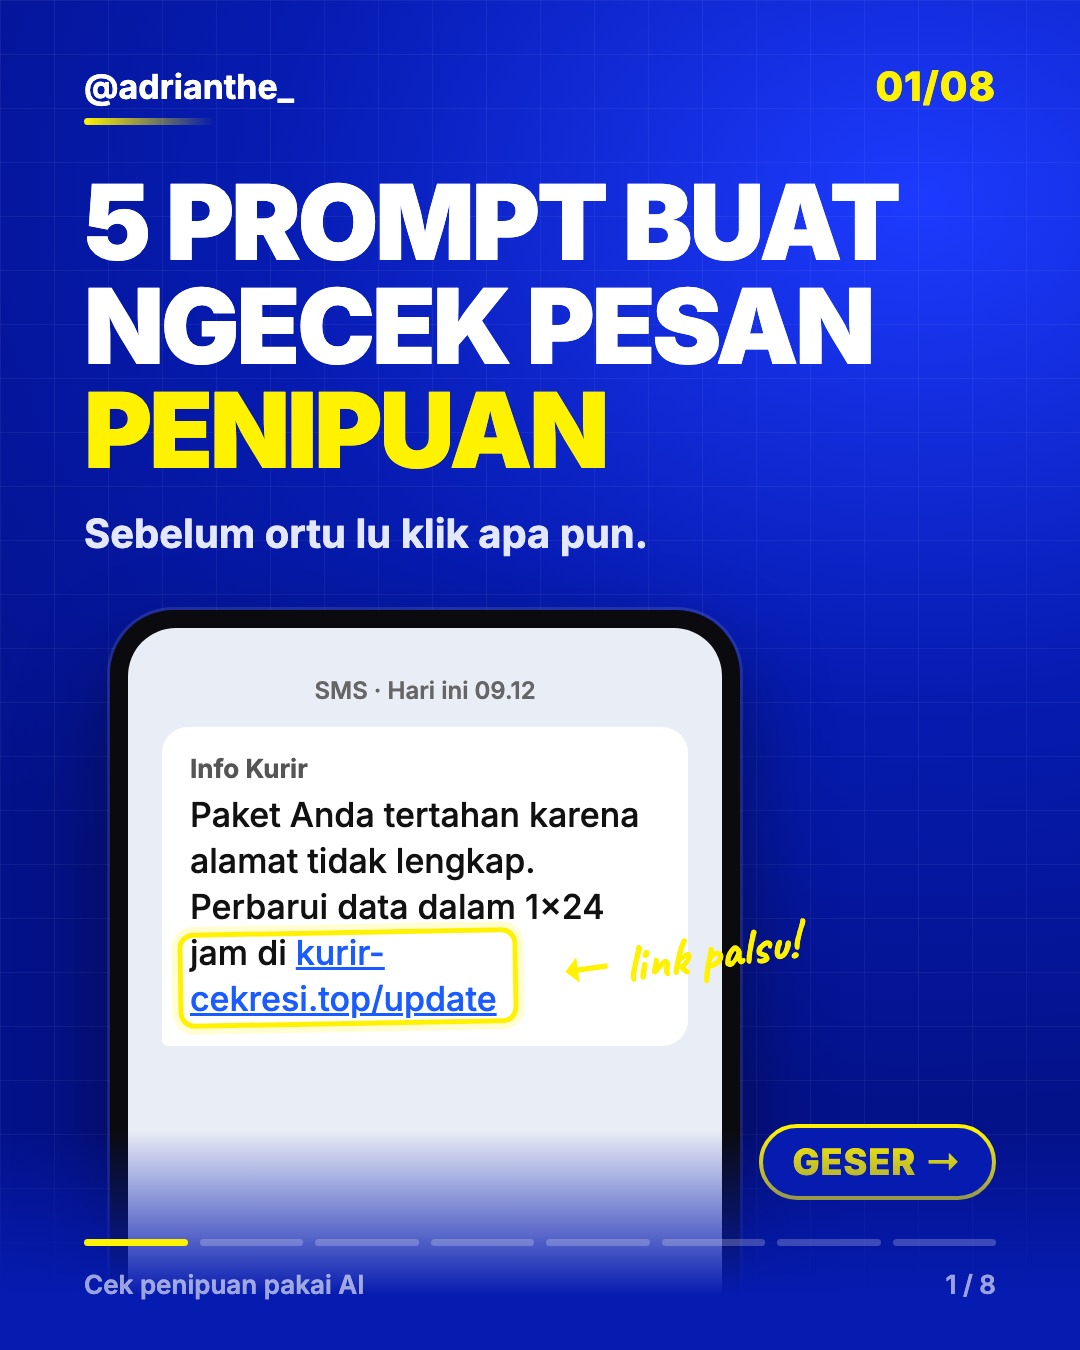 @adrianthe_
01/08
5 PROMPT BUAT
NGECEK PESAN
PENIPUAN
Sebelum ortu lu klik apa pun.
SMS · Hari ini 09.12
Info Kurir
Paket Anda tertahan karena
alamat tidak lengkap.
Perbarui data dalam 1×24
jam di kurir-
cekresi.top/update
← link palsu!
GESER →
Cek penipuan pakai AI
1 / 8